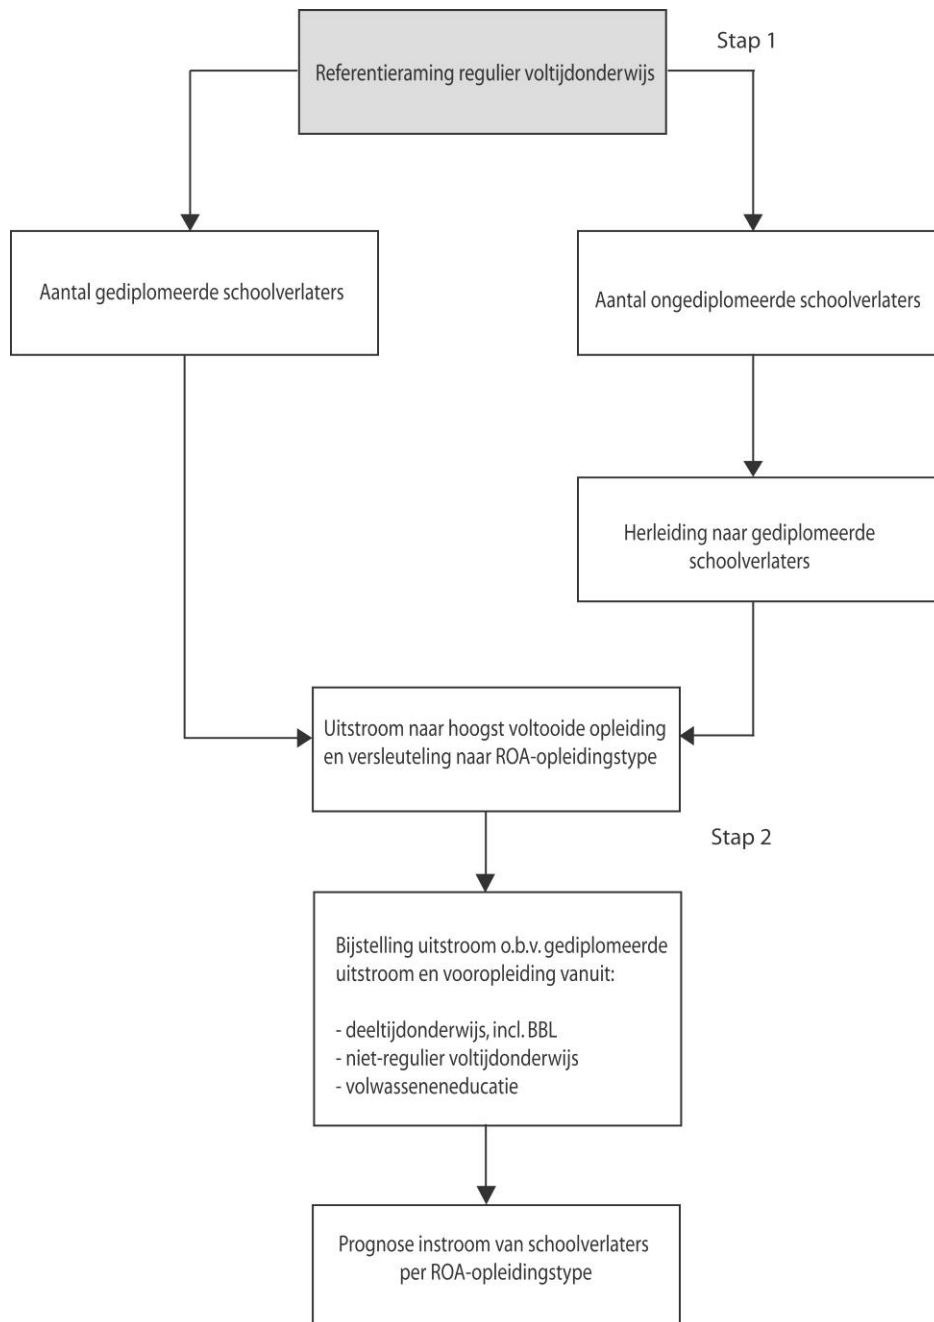 Stap 1
Referentieraming regulier voltijdonderwijs
Aantal gediplomeerde schoolverlaters
Aantal ongediplomeerde schoolverlaters
Herleiding naar gediplomeerde
schoolverlaters
Uitstroom naar hoogst voltooide opleiding
en versleuteling naar ROA-opleidingstype
Stap 2
Bijstelling uitstroom o.b.v. gediplomeerde
uitstroom en vooropleiding vanuit:
- deeltijdonderwijs, incl. BBL
- niet-regulier voltijdonderwijs
- volwasseneneducatie
Prognose instroom van schoolverlaters
per ROA-opleidingstype